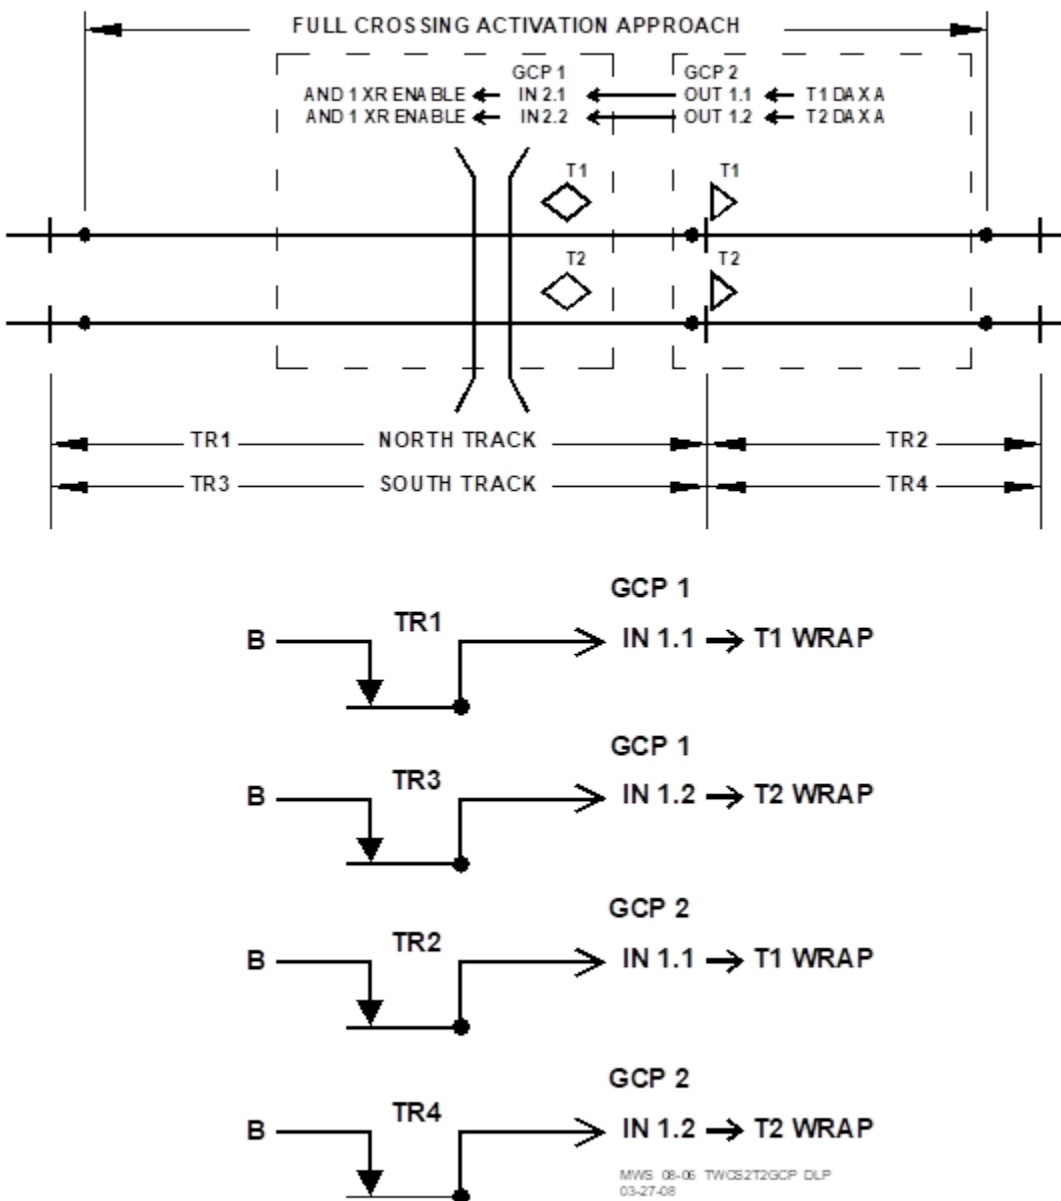 FULL CROSSING ACTIVATION APPROACH
GCP 1 GCP 2
AND 1 XR ENABLE IN 2.1 OUT 1.1 T1 DAX A
AND 1 XR ENABLE IN 2.2 OUT 1.2 T2 DAX A
T1 T1
T2 T2
TR1 NORTH TRACK TR2
TR3 SOUTH TRACK TR4
GCP 1
B TR1 IN 1.1 T1 WRAP
GCP 1
B TR3 IN 1.2 T2 WRAP
GCP 2
B TR2 IN 1.1 T1 WRAP
GCP 2
B TR4 IN 1.2 T2 WRAP
MWS 08-06 TWCS2T2GCP DLP
03-27-08